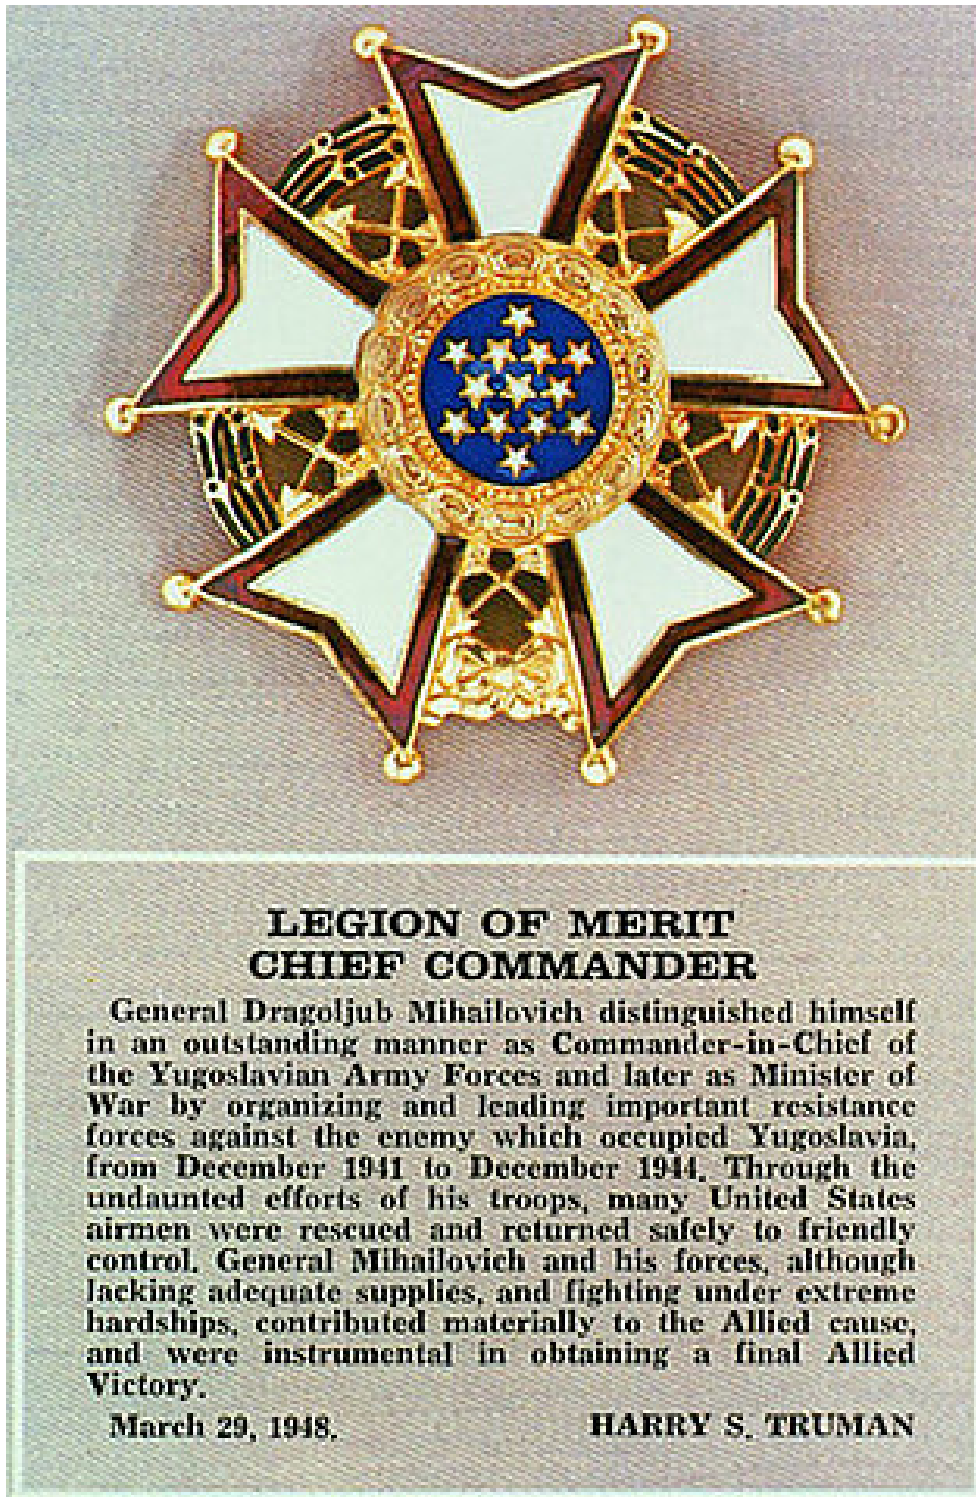 LEGION OF MERIT
CHIEF COMMANDER
General Dragoljub Mihailovich distinguished himself
in an outstanding manner as Commander-in-Chief of
the Yugoslavian Army Forces and later as Minister of
War by organizing and leading important resistance
forces against the enemy which occupied Yugoslavia,
from December 1941 to December 1944. Through the
undaunted efforts of his troops, many United States
airmen were rescued and returned safely to friendly
control. General Mihailovich and his forces, although
lacking adequate supplies, and fighting under extreme
hardships, contributed materially to the Allied cause,
and were instrumental in obtaining a final Allied
Victory.
March 29, 1948. HARRY S. TRUMAN